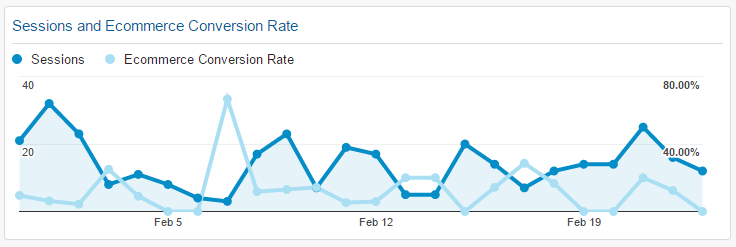 Sessions and Ecommerce Conversion Rate
Sessions Ecommerce Conversion Rate
40 80.00%
20 40.00%
Feb 5 Feb 12 Feb 19